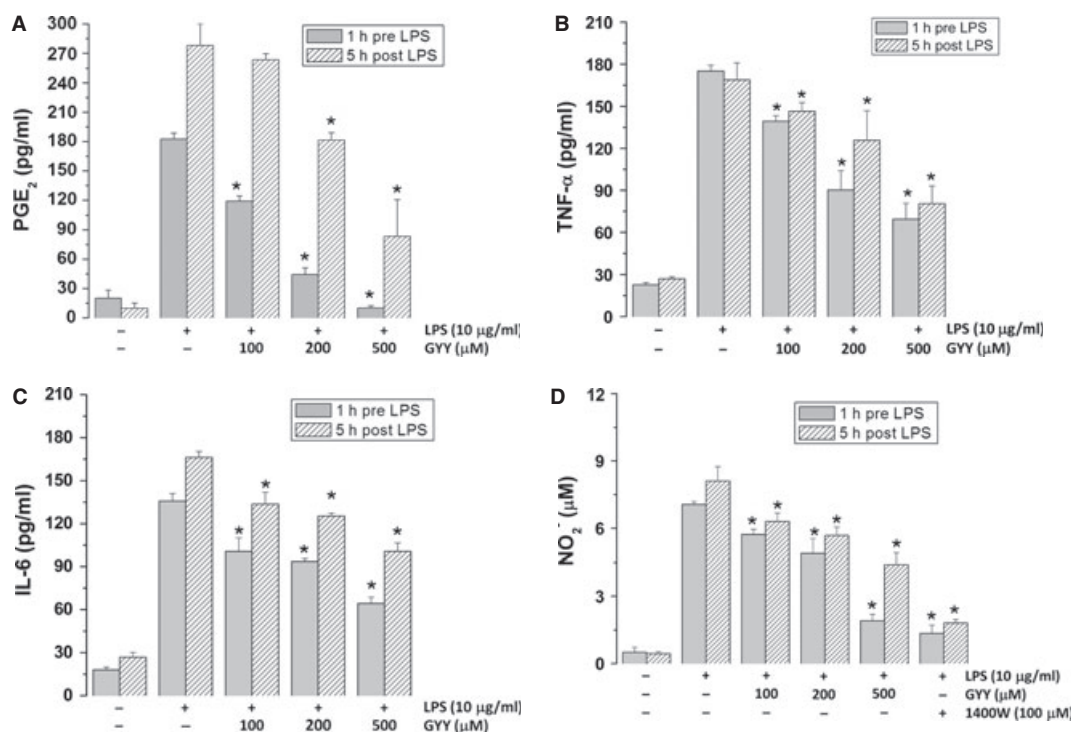 A
PGE2 (pg/ml)
300
270
240
210
180
150
120
90
60
30
0
1 h pre LPS
5 h post LPS
*
*
*
*
*
– + + + + LPS (10 μg/ml)
– – 100 200 500 GYY (μM)
B
TNF-α (pg/ml)
210
180
150
120
90
60
30
0
1 h pre LPS
5 h post LPS
* *
* *
* *
– + + + + LPS (10 μg/ml)
– – 100 200 500 GYY (μM)
C
IL-6 (pg/ml)
210
180
150
120
90
60
30
0
1 h pre LPS
5 h post LPS
* *
* *
* *
– + + + + LPS (10 μg/ml)
– – 100 200 500 GYY (μM)
D
NO2- (μM)
12
9
6
3
0
1 h pre LPS
5 h post LPS
* *
* *
* *
* *
– + + + + + LPS (10 μg/ml)
– – 100 200 500 – GYY (μM)
– – – – – + 1400W (100 μM)